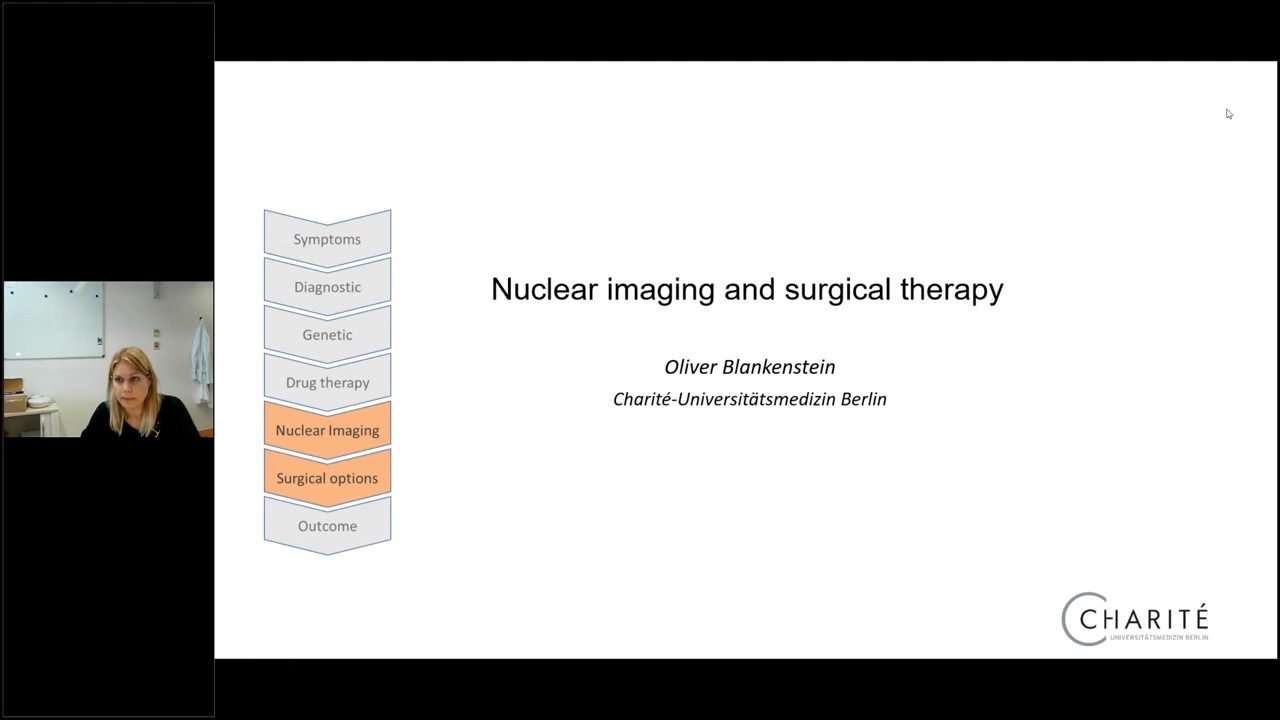 Symptoms
Diagnostic
Genetic
Drug therapy
Nuclear Imaging
Surgical options
Outcome
Nuclear imaging and surgical therapy
Oliver Blankenstein
Charité-Universitätsmedizin Berlin
CHARITÉ
UNIVERSITÄTSMEDIZIN BERLIN